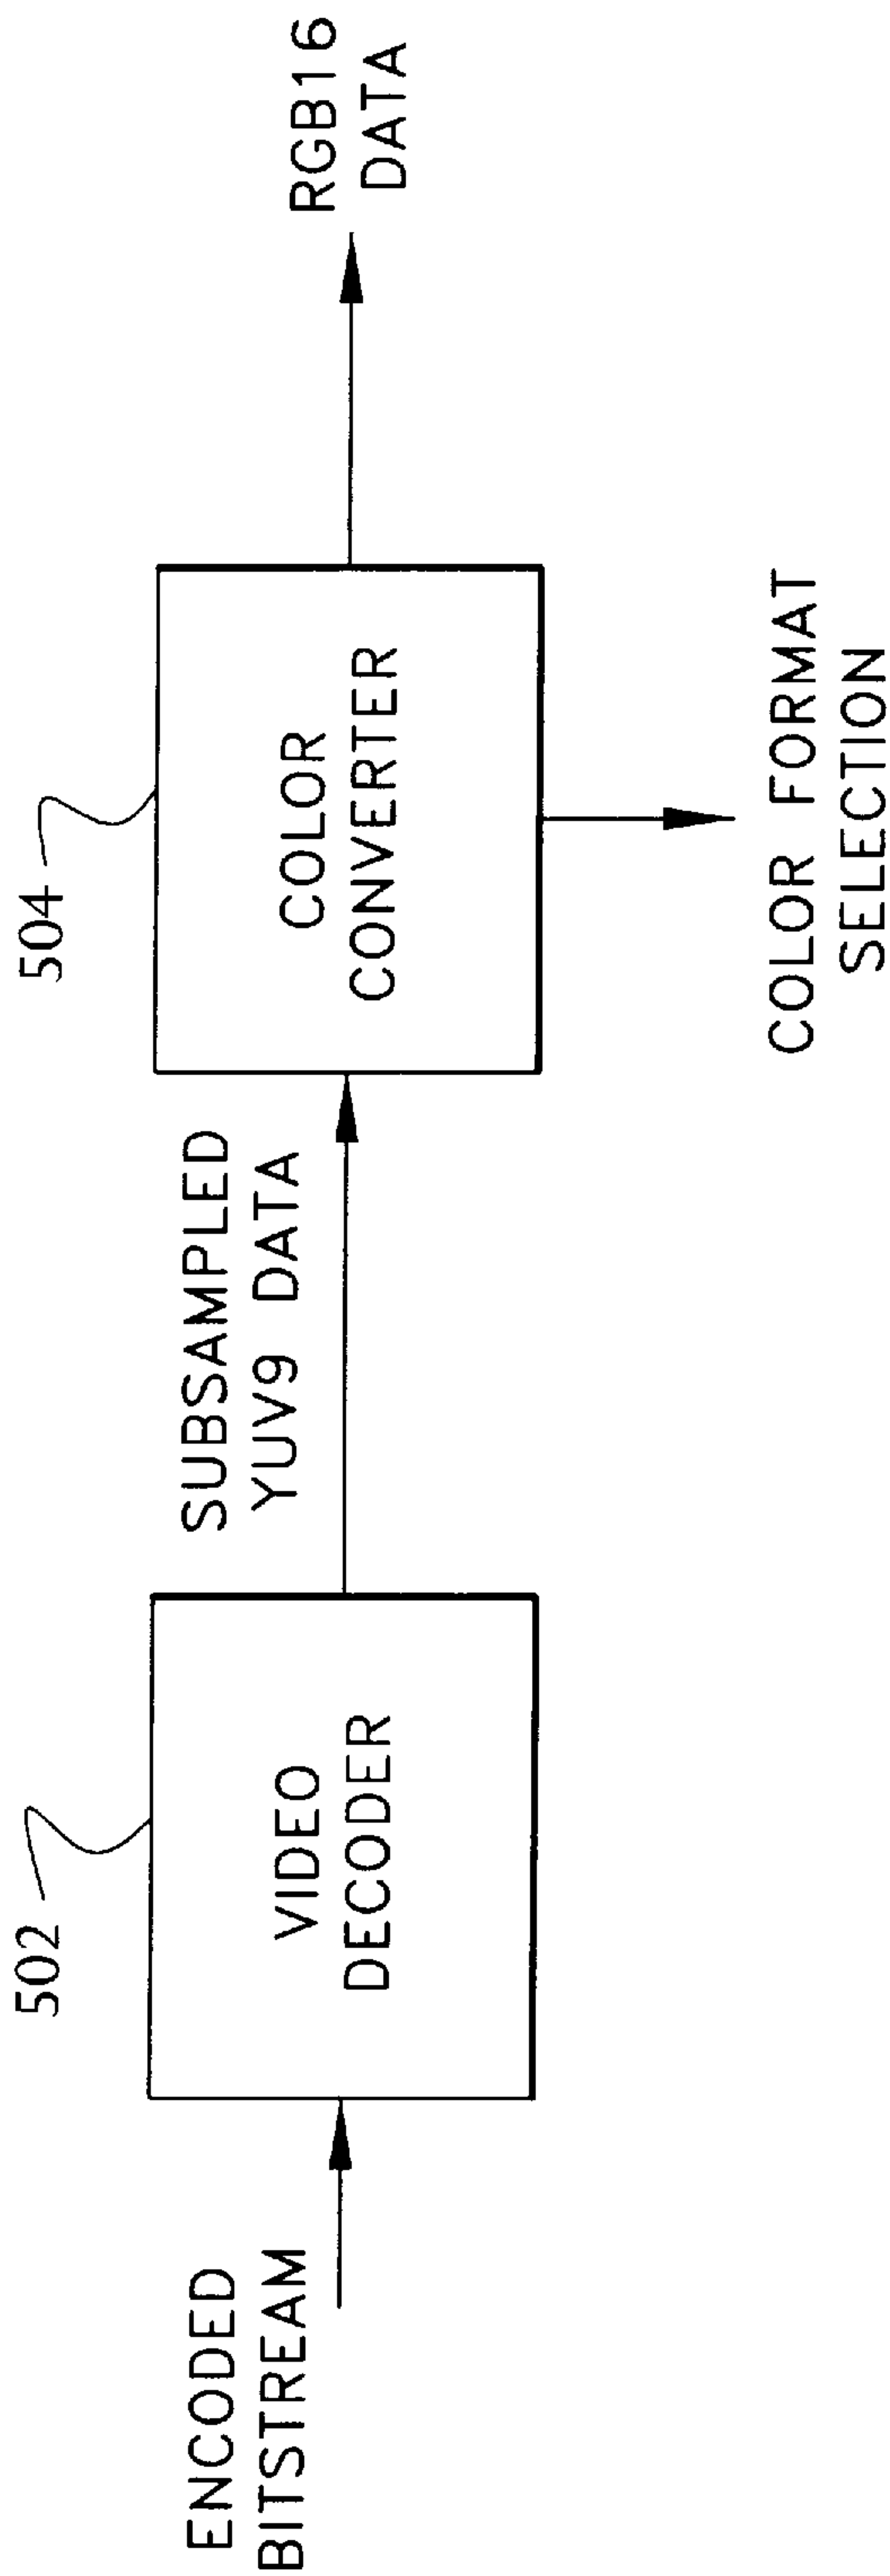 502
504
ENCODED
BITSTREAM
VIDEO
DECODER
SUBSAMPLED
YUV9 DATA
COLOR
CONVERTER
RGB16
DATA
COLOR FORMAT
SELECTION